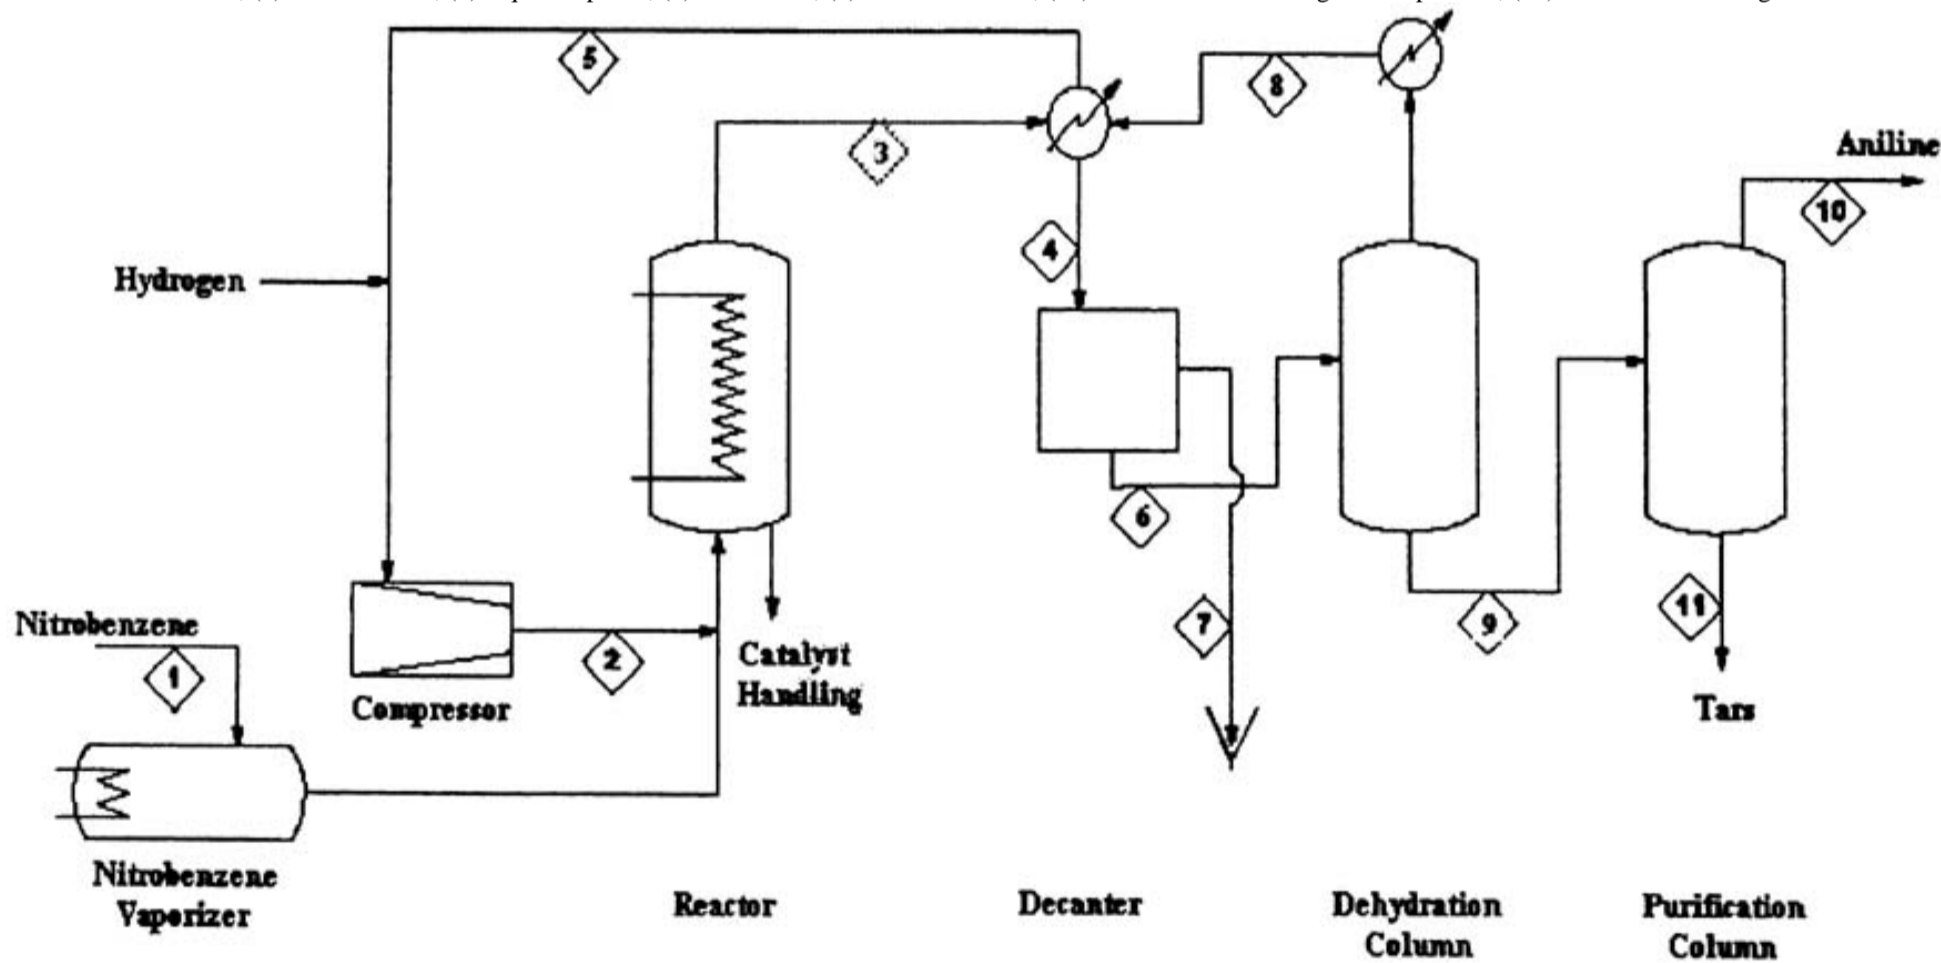 5
8
3
Aniline
10
4
Hydrogen
6
Nitrobenzene
1
2
Catalyst
Handling
Compressor
7
9
11
Tars
Nitrobenzene
Vaporizer
Reactor
Decanter
Dehydration
Column
Purification
Column